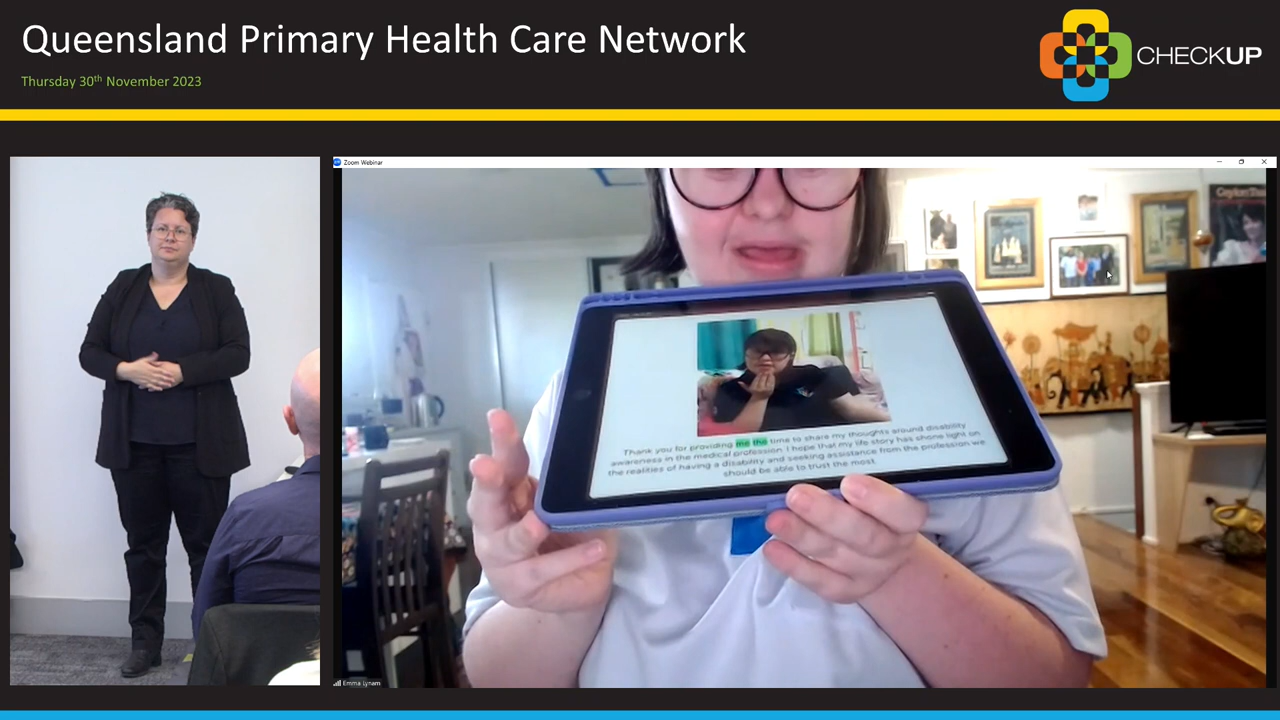 Queensland Primary Health Care Network
Thursday 30th November 2023
CHECKUP
Zoom Webinar
Thank you for providing me the time to share my thoughts around disability
awareness in the medical profession. I hope that my life story has shone light on
the realities of having a disability and seeking assistance from the profession we
should be able to trust the most.
Emma Lynam